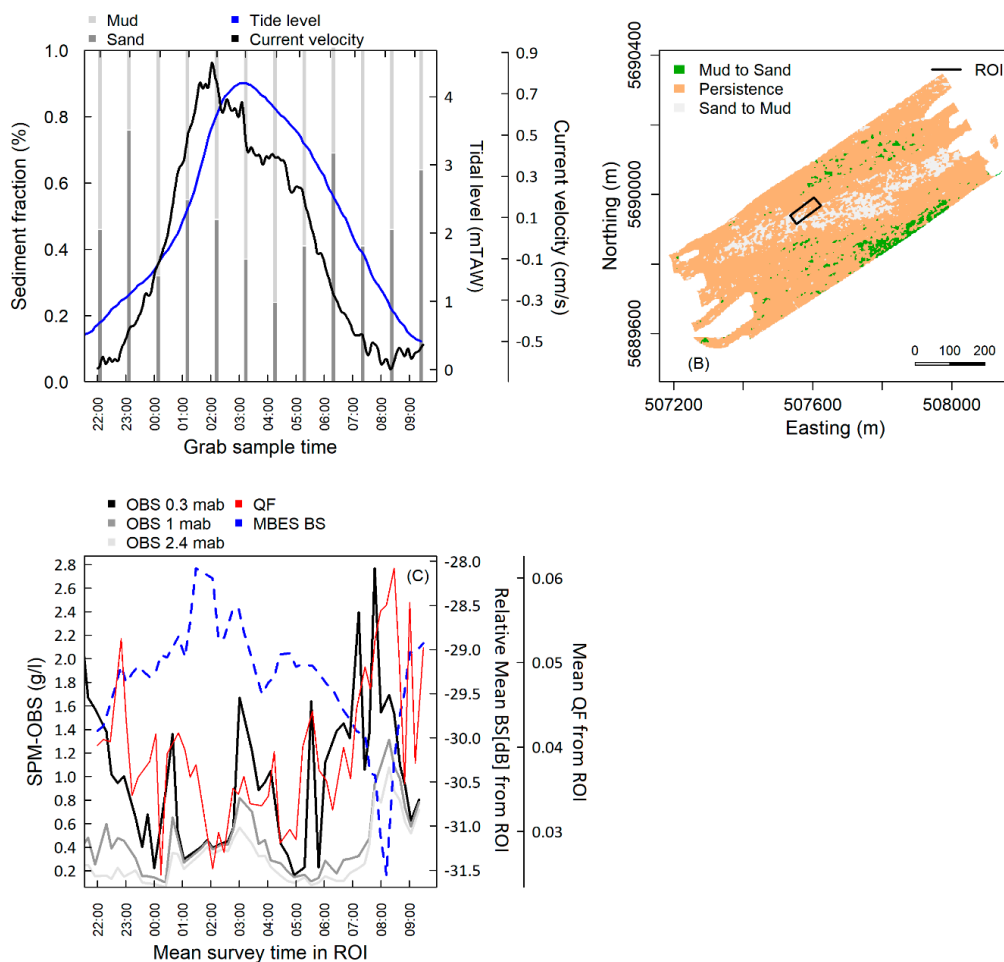 Mud
Sand
Tide level
Current velocity
1.0
0.8
0.6
0.4
0.2
0.0
Sediment fraction (%)
22:00
23:00
00:00
01:00
02:00
03:00
04:00
05:00
06:00
07:00
08:00
09:00
Grab sample time
4
3
2
1
0
Tidal level (mTAW)
0.9
0.7
0.5
0.3
0.1
-0.1
-0.3
-0.5
Current velocity (cm/s)
Mud to Sand
Persistence
Sand to Mud
ROI
5690400
5690000
5689600
Northing (m)
(B)
0 100 200
507200
507600
508000
Easting (m)
OBS 0.3 mab
OBS 1 mab
OBS 2.4 mab
QF
MBES BS
(C)
2.8
2.6
2.4
2.2
2.0
1.8
1.6
1.4
1.2
1.0
0.8
0.6
0.4
0.2
SPM-OBS (g/l)
22:00
23:00
00:00
01:00
02:00
03:00
04:00
05:00
06:00
07:00
08:00
09:00
Mean survey time in ROI
-28.0
-28.5
-29.0
-29.5
-30.0
-30.5
-31.0
-31.5
Relative Mean BS[dB] from ROI
0.06
0.05
0.04
0.03
Mean QF from ROI